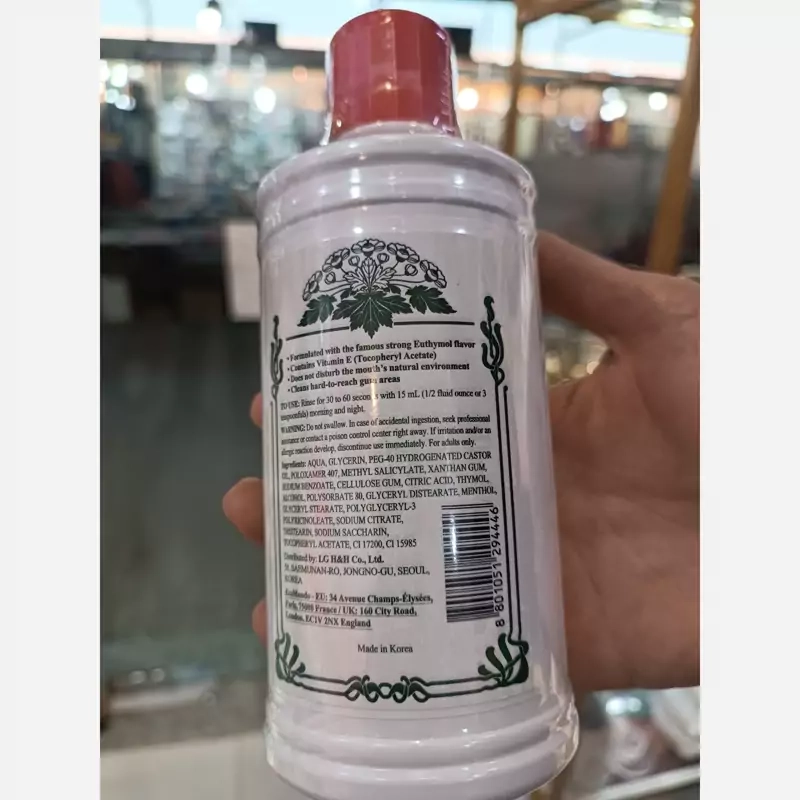 • Formulated with the famous strong Euthymol flavor
• Contains Vitamin E (Tocopheryl Acetate)
• Does not disturb the mouth's natural environment
• Cleans hard-to-reach gum areas
TO USE: Rinse for 30 to 60 seconds with 15 mL (1/2 fluid ounce or 3
teaspoonfuls) morning and night.
WARNING: Do not swallow. In case of accidental ingestion, seek professional
assistance or contact a poison control center right away. If irritation and/or an
allergic reaction develop, discontinue use immediately. For adults only.
Ingredients: AQUA, GLYCERIN, PEG-40 HYDROGENATED CASTOR
OIL, POLOXAMER 407, METHYL SALICYLATE, XANTHAN GUM,
SODIUM BENZOATE, CELLULOSE GUM, CITRIC ACID, THYMOL,
ALCOHOL, POLYSORBATE 80, GLYCERYL DISTEARATE, MENTHOL,
GLYCERYL STEARATE, POLYGLYCERYL-3
POLYRICINOLEATE, SODIUM CITRATE,
TRISTEARIN, SODIUM SACCHARIN,
TOCOPHERYL ACETATE, CI 17200, CI 15985
Distributed by: LG H&H Co., Ltd.
58, SAEMUNAN-RO, JONGNO-GU, SEOUL,
KOREA
EU: 34 Avenue Champs-Élysées,
Paris, 75008 France / UK: 160 City Road,
London, EC1V 2NX England
Made in Korea
8 801051 294446